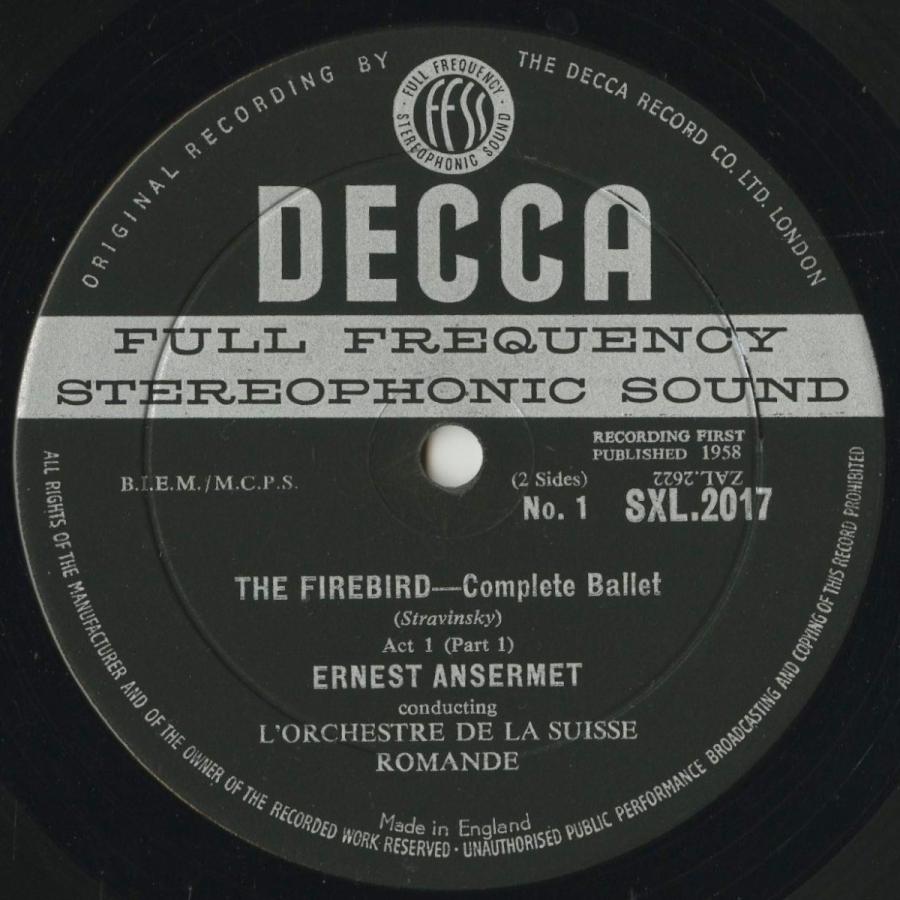 ORIGINAL RECORDING BY THE DECCA RECORD CO. LTD. LONDON
· FULL FREQUENCY ·
STEREOPHONIC SOUND
FFSS
DECCA
FULL FREQUENCY
STEREOPHONIC SOUND
RECORDING FIRST
PUBLISHED 1958
B.I.E.M./M.C.P.S.
(2 Sides)
ZAL.2622
No. 1
SXL.2017
THE FIREBIRD—Complete Ballet
(Stravinsky)
Act 1 (Part 1)
ERNEST ANSERMET
conducting
L'ORCHESTRE DE LA SUISSE
ROMANDE
Made in England
ALL RIGHTS OF THE MANUFACTURER AND OF THE OWNER OF THE RECORDED WORK RESERVED · UNAUTHORISED PUBLIC PERFORMANCE BROADCASTING AND COPYING OF THIS RECORD PROHIBITED